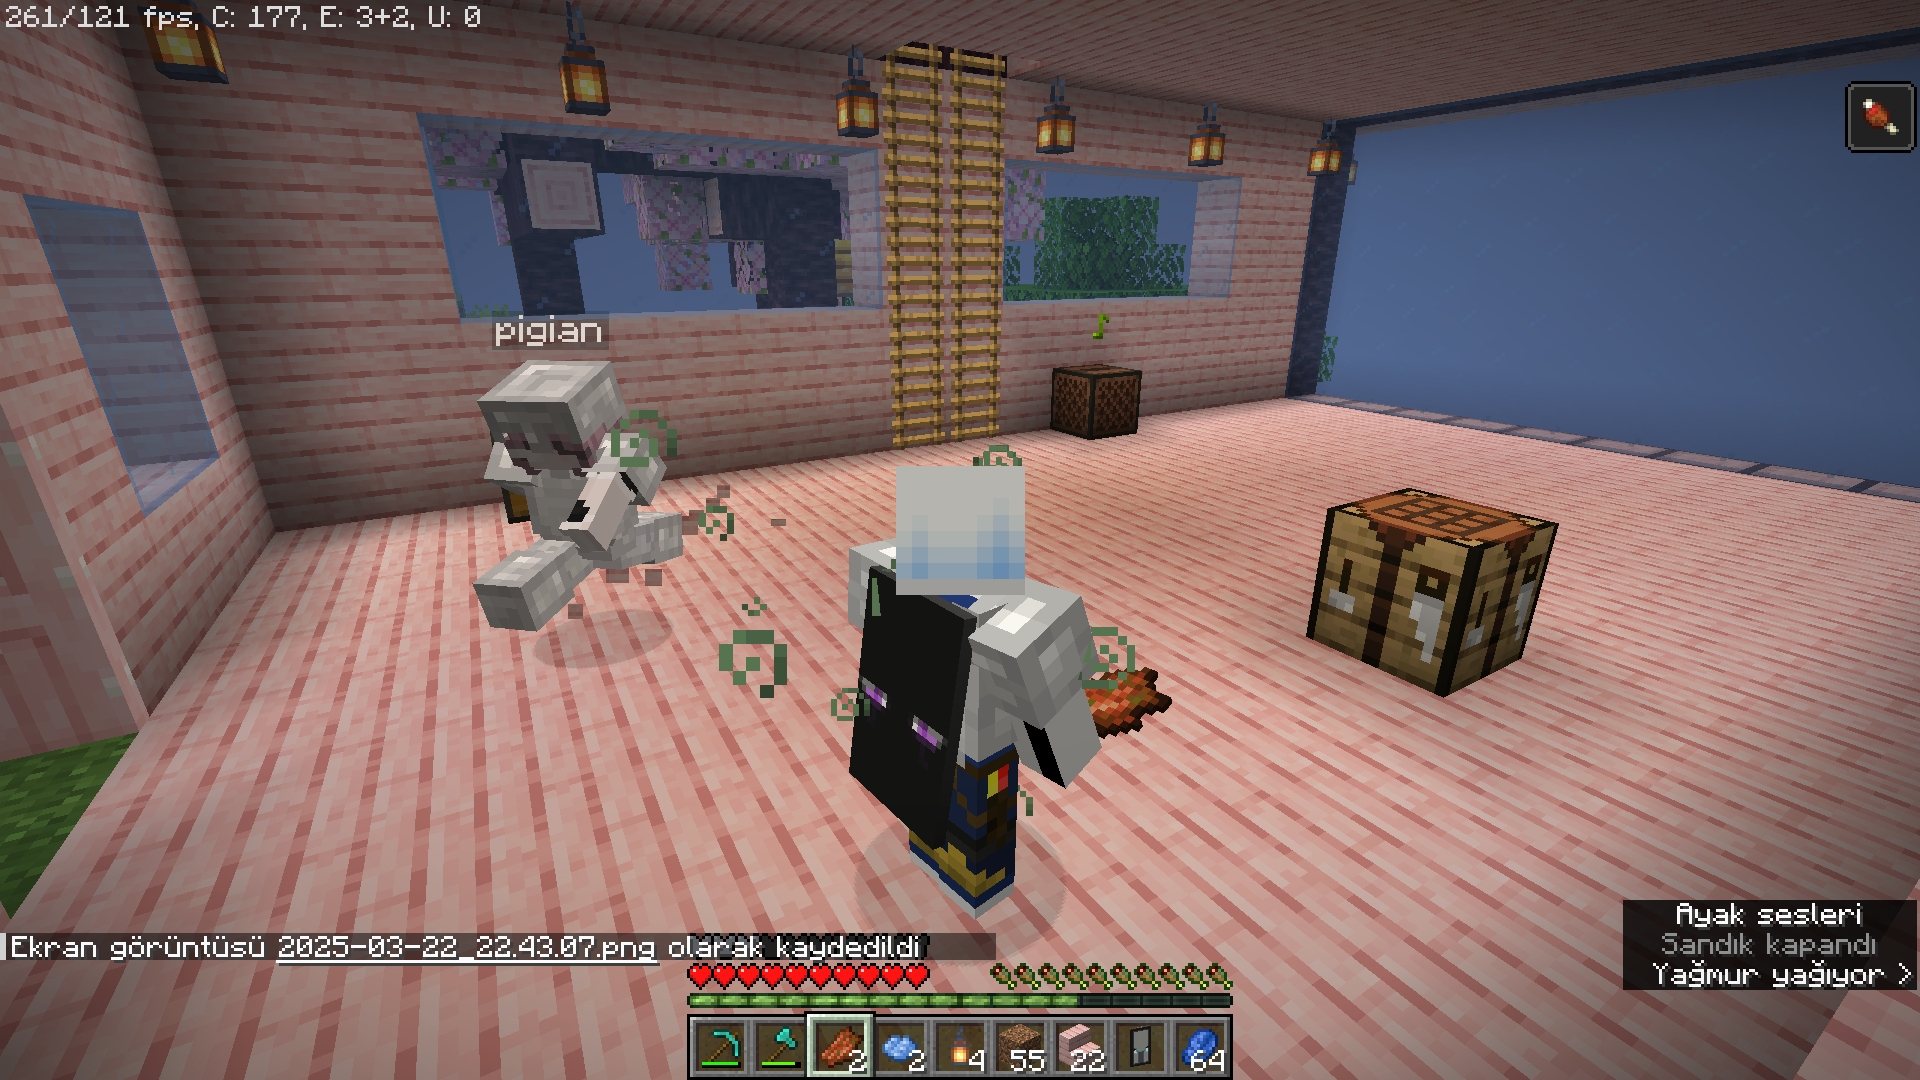 261/121 fps, C: 177, E: 3+2, U: 0
pigian
Ekran görüntüsü 2025-03-22_22.43.07.png olarak kaydedildi
Ayak sesleri
Sandık kapandı
Yağmur yağıyor >
2 2 4 55 22 64